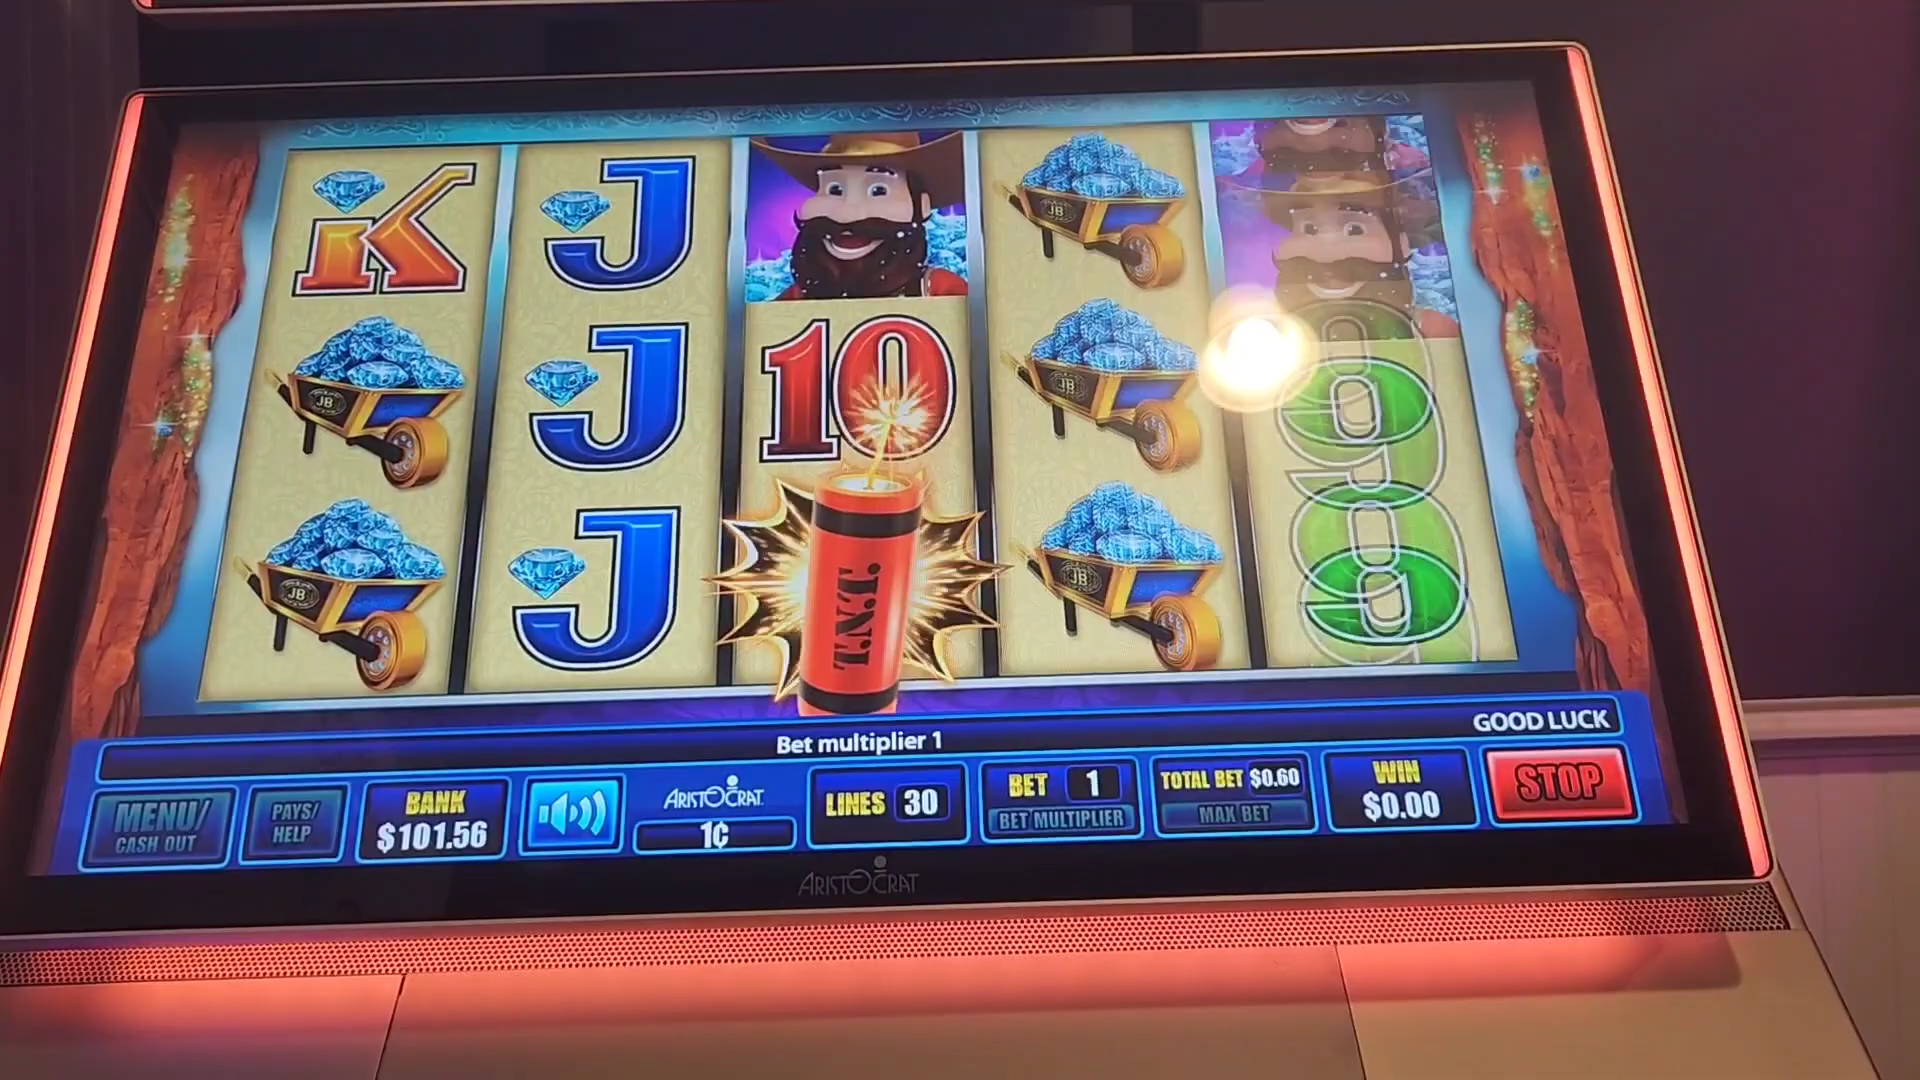 K J
JB
J 10 JB
JB
JB J T.N.T. JB
9
9
GOOD LUCK
Bet multiplier 1
MENU/
CASH OUT
PAYS/
HELP
BANK
$101.56
ARISTOCRAT
1¢
LINES 30
BET 1
BET MULTIPLIER
TOTAL BET $0.60
MAX BET
WIN
$0.00
STOP
ARISTOCRAT